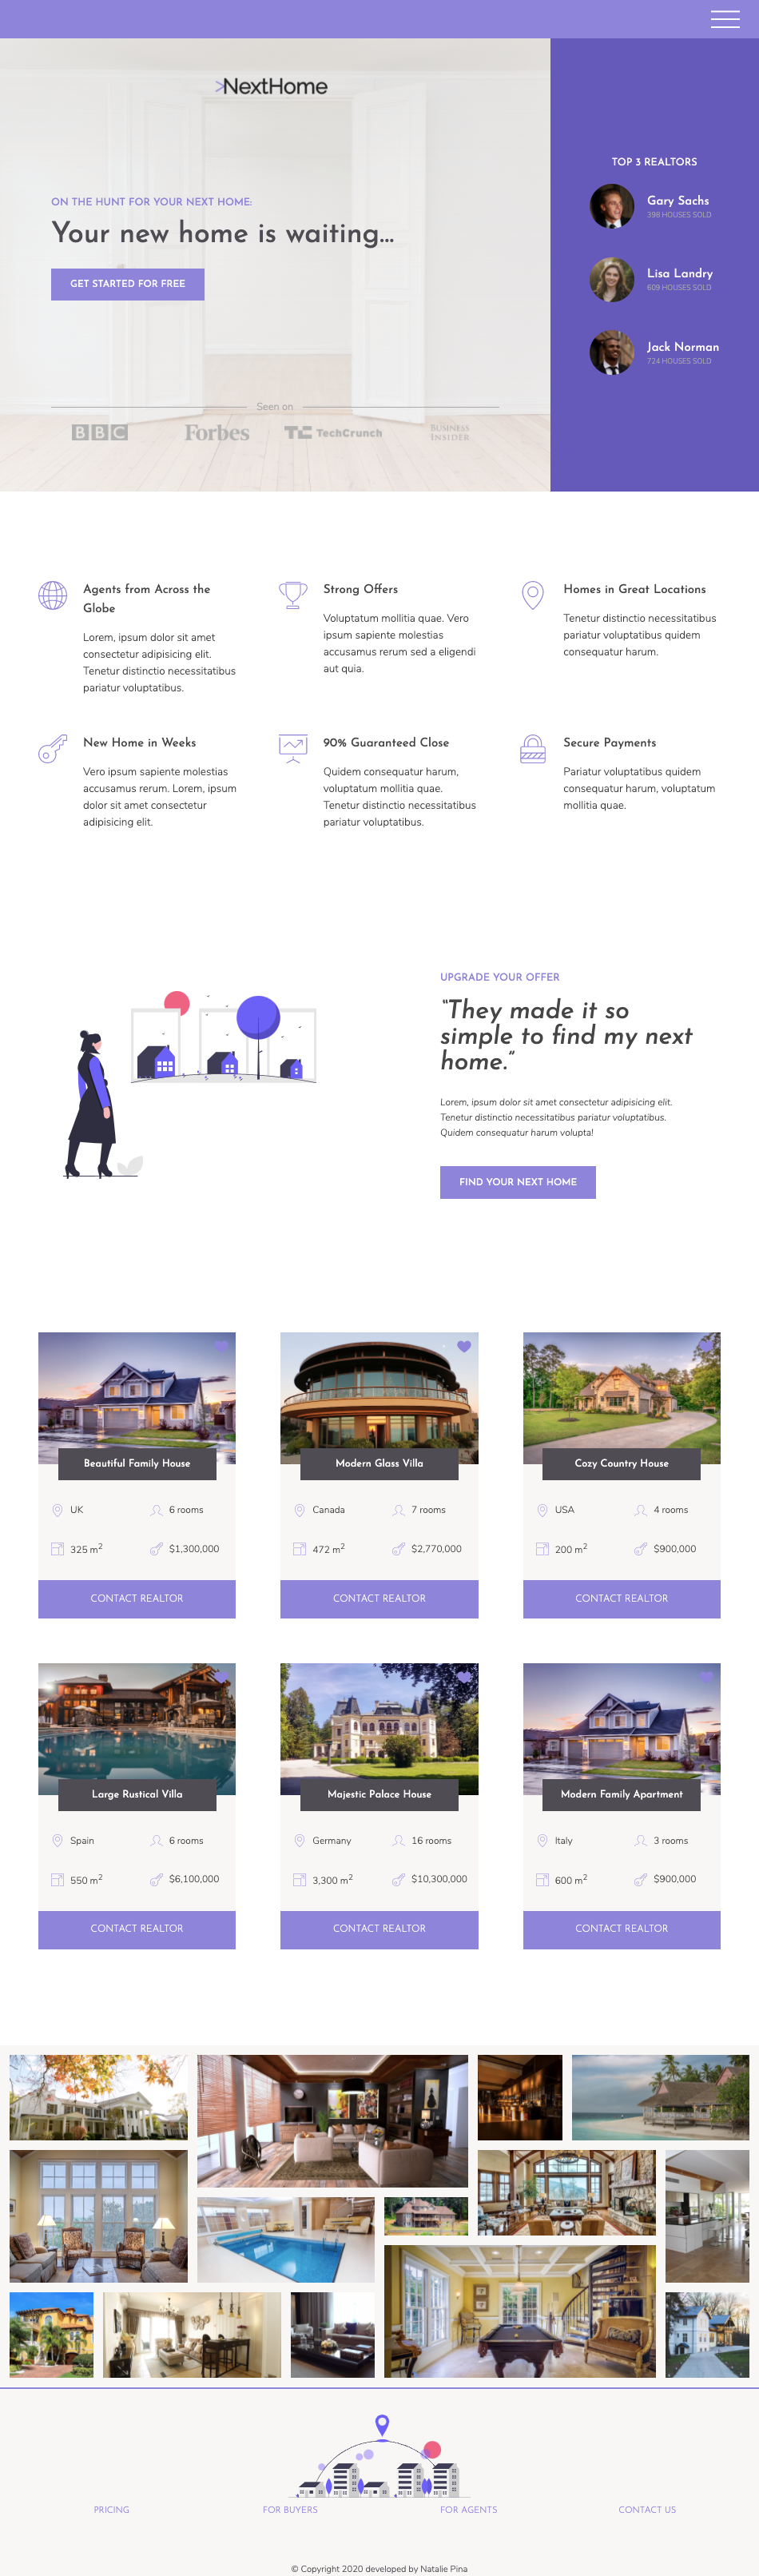 >NextHome
ON THE HUNT FOR YOUR NEXT HOME:
Your new home is waiting...
GET STARTED FOR FREE
Seen on
BBC
Forbes
TC TechCrunch
BUSINESS
INSIDER
TOP 3 REALTORS
Gary Sachs
398 HOUSES SOLD
Lisa Landry
609 HOUSES SOLD
Jack Norman
724 HOUSES SOLD
Agents from Across the
Globe
Lorem, ipsum dolor sit amet
consectetur adipisicing elit.
Tenetur distinctio necessitatibus
pariatur voluptatibus.
Strong Offers
Voluptatum mollitia quae. Vero
ipsum sapiente molestias
accusamus rerum sed a eligendi
aut quia.
Homes in Great Locations
Tenetur distinctio necessitatibus
pariatur voluptatibus quidem
consequatur harum.
New Home in Weeks
Vero ipsum sapiente molestias
accusamus rerum. Lorem, ipsum
dolor sit amet consectetur
adipisicing elit.
90% Guaranteed Close
Quidem consequatur harum,
voluptatum mollitia quae.
Tenetur distinctio necessitatibus
pariatur voluptatibus.
Secure Payments
Pariatur voluptatibus quidem
consequatur harum, voluptatum
mollitia quae.
UPGRADE YOUR OFFER
“They made it so
simple to find my next
home.”
Lorem, ipsum dolor sit amet consectetur adipisicing elit.
Tenetur distinctio necessitatibus pariatur voluptatibus.
Quidem consequatur harum volupta!
FIND YOUR NEXT HOME
Beautiful Family House
UK
6 rooms
325 m²
$1,300,000
CONTACT REALTOR
Modern Glass Villa
Canada
7 rooms
472 m²
$2,770,000
CONTACT REALTOR
Cozy Country House
USA
4 rooms
200 m²
$900,000
CONTACT REALTOR
Large Rustical Villa
Spain
6 rooms
550 m²
$6,100,000
CONTACT REALTOR
Majestic Palace House
Germany
16 rooms
3,300 m²
$10,300,000
CONTACT REALTOR
Modern Family Apartment
Italy
3 rooms
600 m²
$900,000
CONTACT REALTOR
PRICING
FOR BUYERS
FOR AGENTS
CONTACT US
© Copyright 2020 developed by Natalie Pina